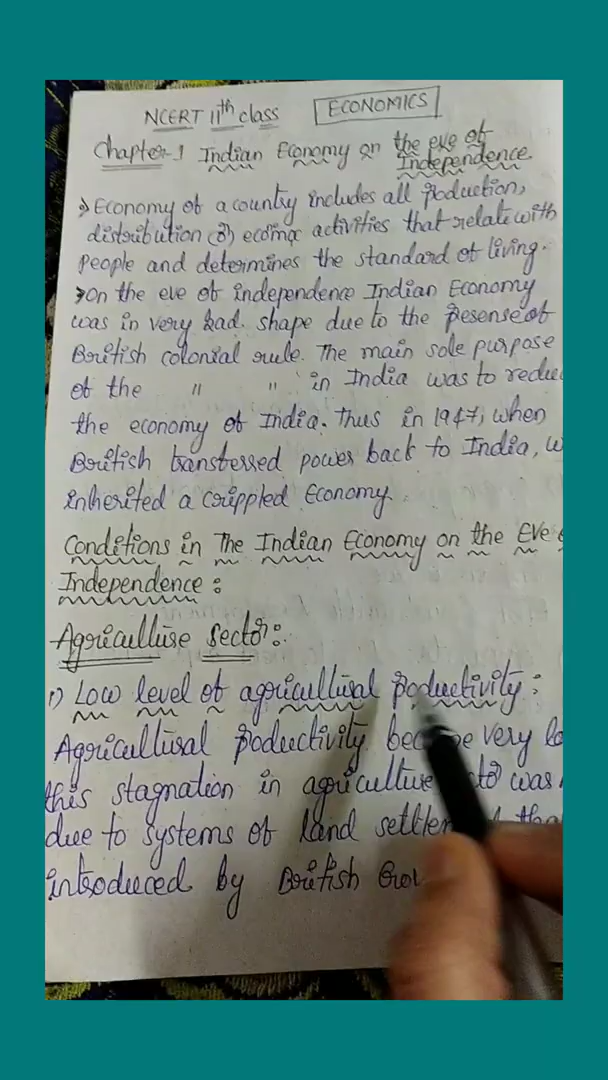 NCERT 11th class ECONOMICS
Chapter-1 Indian Economy on the eve of
Independence.
→ Economy of a country includes all production,
distribution (or) ecomic activities that relate with
people and determines the standard of living.
→ On the eve of independence Indian Economy
was in very bad shape due to the presense of
British colonial rule. The main sole purpose
of the " " in India was to redu
the economy of India. Thus in 1947, when
British transferred power back to India, w
inherited a crippled Economy.
Conditions in The Indian Economy on the Eve
Independence :
Agriculture sector :
1) Low level of agricultural productivity :
Agricultural productivity became very lo
this stagnation in agriculture was
due to systems of land settlem
introduced by British